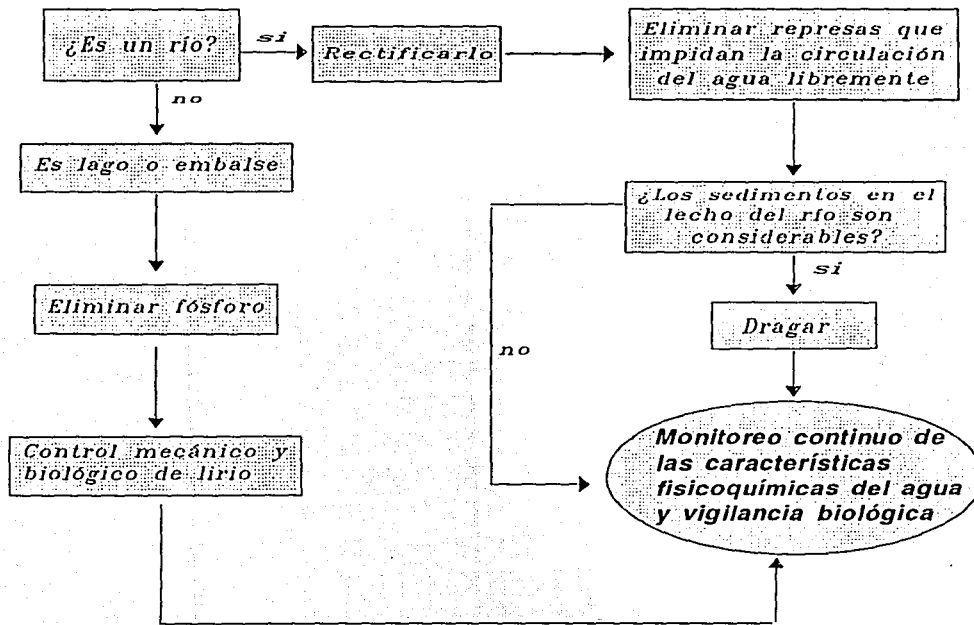 ¿Es un río?
si
Rectificarlo
Eliminar represas que
impidan la circulación
del agua libremente
no
Es lago o embalse
¿Los sedimentos en el
lecho del río son
considerables?
si
Eliminar fósforo
Dragar
no
Control mecánico y
biológico de lirio
Monitoreo continuo de
las características
fisicoquímicas del agua
y vigilancia biológica